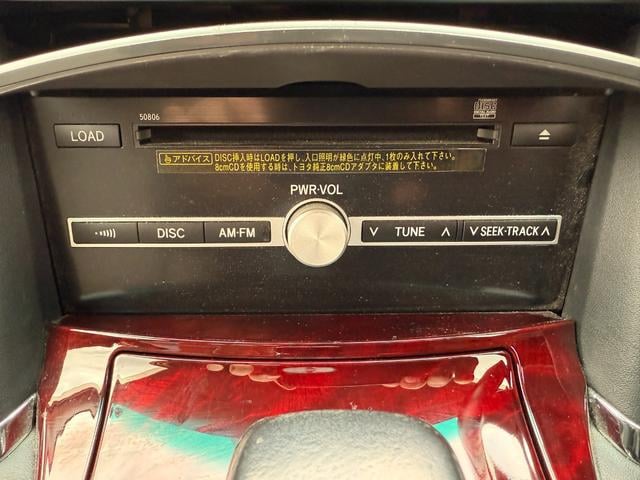 50806
LOAD
アドバイス
DISC挿入時はLOADを押し、入口照明が緑色に点灯中、1枚のみ入れて下さい。
8cmCDを使用する時は、トヨタ純正8cmCDアダプタに装着して下さい。
PWR·VOL
DISC
AM·FM
∨ TUNE ∧
∨ SEEK·TRACK ∧